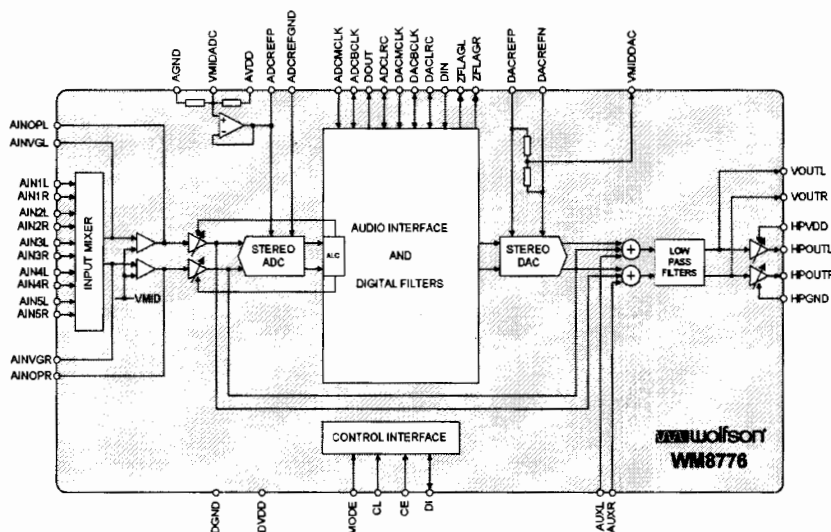 AGND
VMIDADC
AVDD
ADCREFP
ADCREFGND
ADCMCLK
ADCBCLK
DOUT
ADCLRC
DACMCLK
DACBCLK
DACLRC
DIN
ZFLAGL
ZFLAGR
DACREFP
DACREFN
VMIDDAC
AINOPL
AINVGL
AIN1L
AIN1R
AIN2L
AIN2R
AIN3L
AIN3R
AIN4L
AIN4R
AIN5L
AIN5R
AINVGR
AINOPR
INPUT MIXER
VMID
STEREO
ADC
ALC
AUDIO INTERFACE
AND
DIGITAL FILTERS
STEREO
DAC
LOW
PASS
FILTERS
VOUTL
VOUTR
HPVDD
HPOUTL
HPOUTR
HPGND
CONTROL INTERFACE
wolfson
WM8776
DGND
DVDD
MODE
CL
CE
DI
AUXL
AUXR